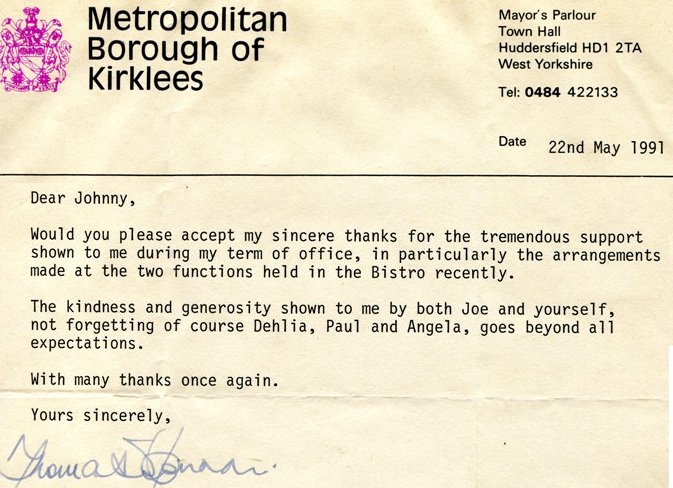 Metropolitan
Borough of
Kirklees
Mayor's Parlour
Town Hall
Huddersfield HD1 2TA
West Yorkshire
Tel: 0484 422133
Date 22nd May 1991
Dear Johnny,
Would you please accept my sincere thanks for the tremendous support
shown to me during my term of office, in particularly the arrangements
made at the two functions held in the Bistro recently.
The kindness and generosity shown to me by both Joe and yourself,
not forgetting of course Dehlia, Paul and Angela, goes beyond all
expectations.
With many thanks once again.
Yours sincerely,
Thomas